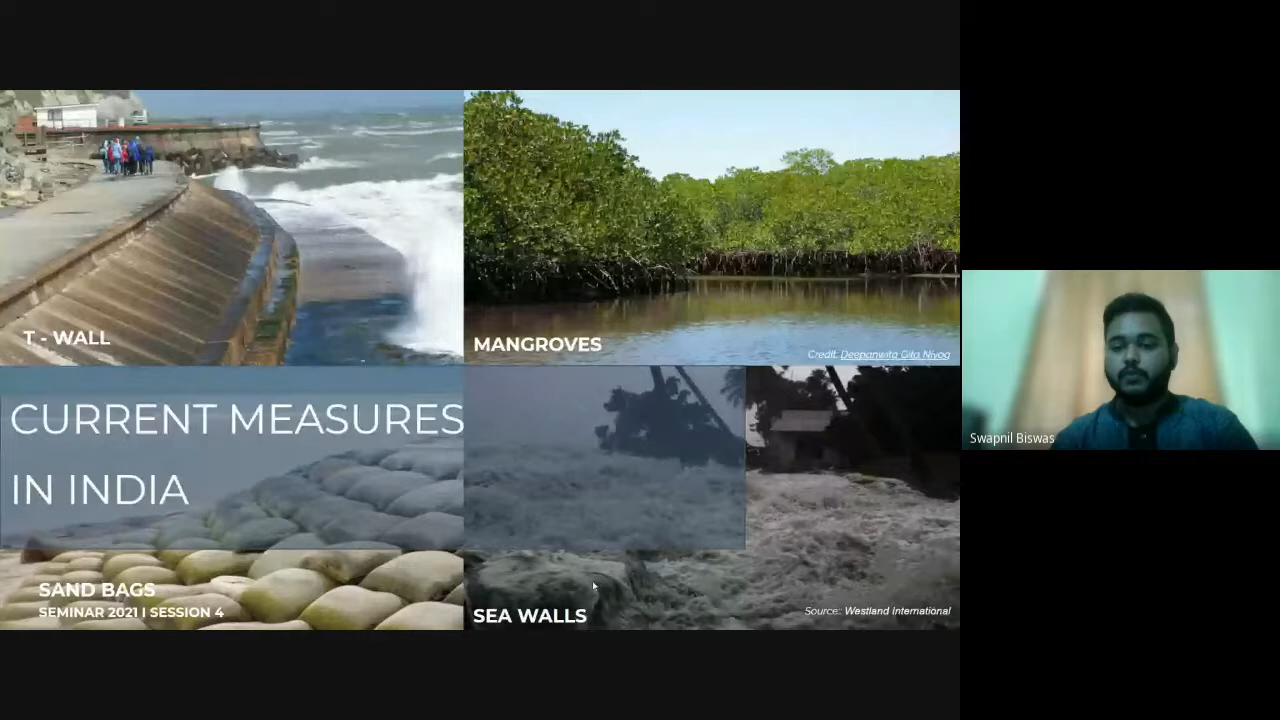 T - WALL
MANGROVES
Credit: Deepanwita Gita Niyog
CURRENT MEASURES
IN INDIA
SAND BAGS
SEMINAR 2021 I SESSION 4
SEA WALLS
Source: Westland International
Swapnil Biswas